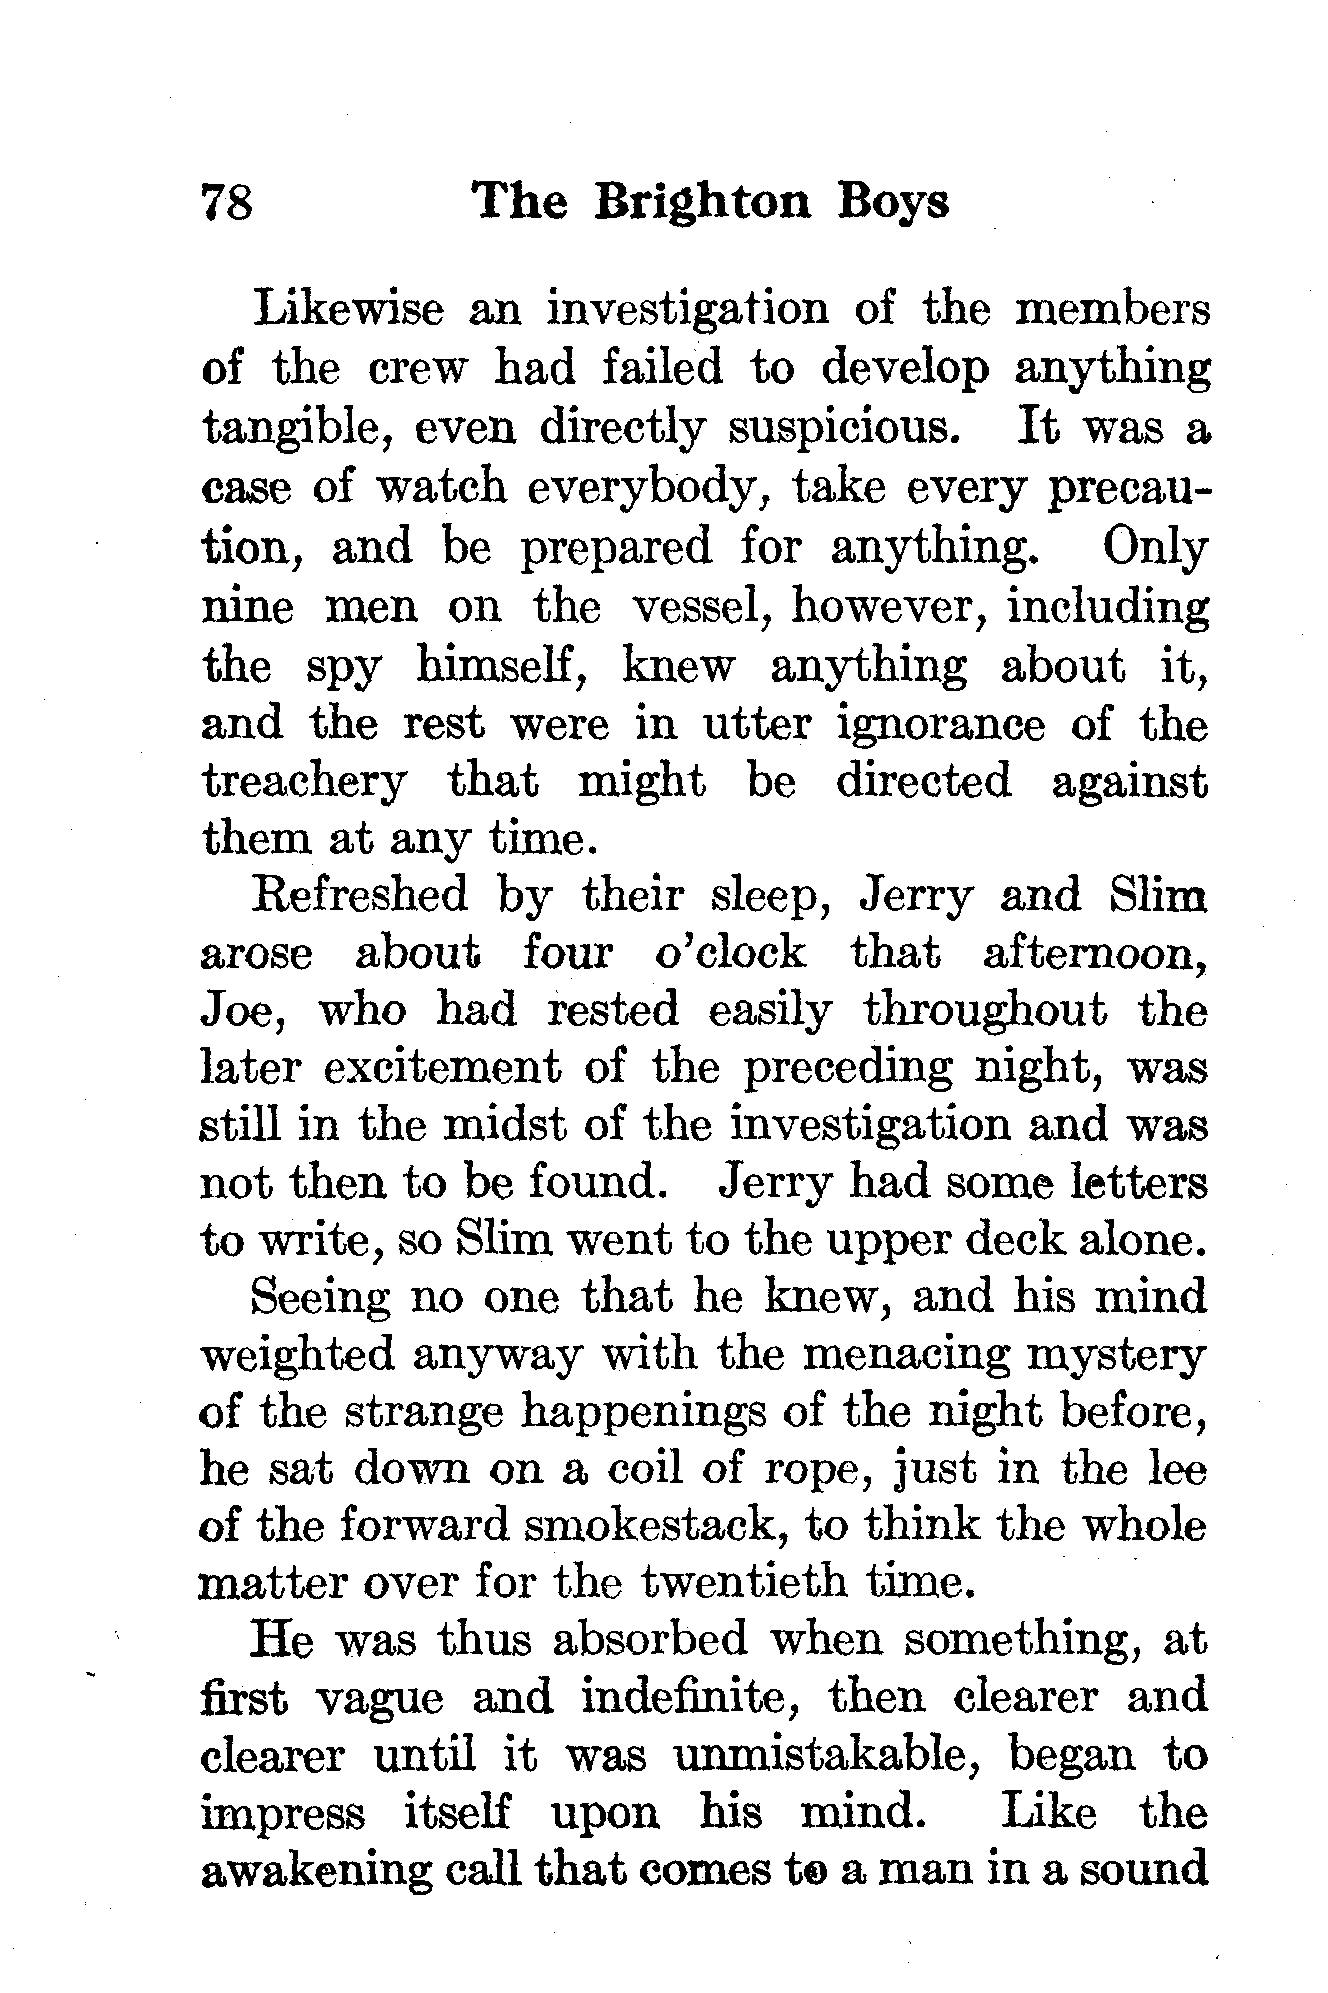 78 The Brighton Boys
Likewise an investigation of the members
of the crew had failed to develop anything
tangible, even directly suspicious. It was a
case of watch everybody, take every precau-
tion, and be prepared for anything. Only
nine men on the vessel, however, including
the spy himself, knew anything about it,
and the rest were in utter ignorance of the
treachery that might be directed against
them at any time.
Refreshed by their sleep, Jerry and Slim
arose about four o'clock that afternoon,
Joe, who had rested easily throughout the
later excitement of the preceding night, was
still in the midst of the investigation and was
not then to be found. Jerry had some letters
to write, so Slim went to the upper deck alone.
Seeing no one that he knew, and his mind
weighted anyway with the menacing mystery
of the strange happenings of the night before,
he sat down on a coil of rope, just in the lee
of the forward smokestack, to think the whole
matter over for the twentieth time.
He was thus absorbed when something, at
first vague and indefinite, then clearer and
clearer until it was unmistakable, began to
impress itself upon his mind. Like the
awakening call that comes to a man in a sound